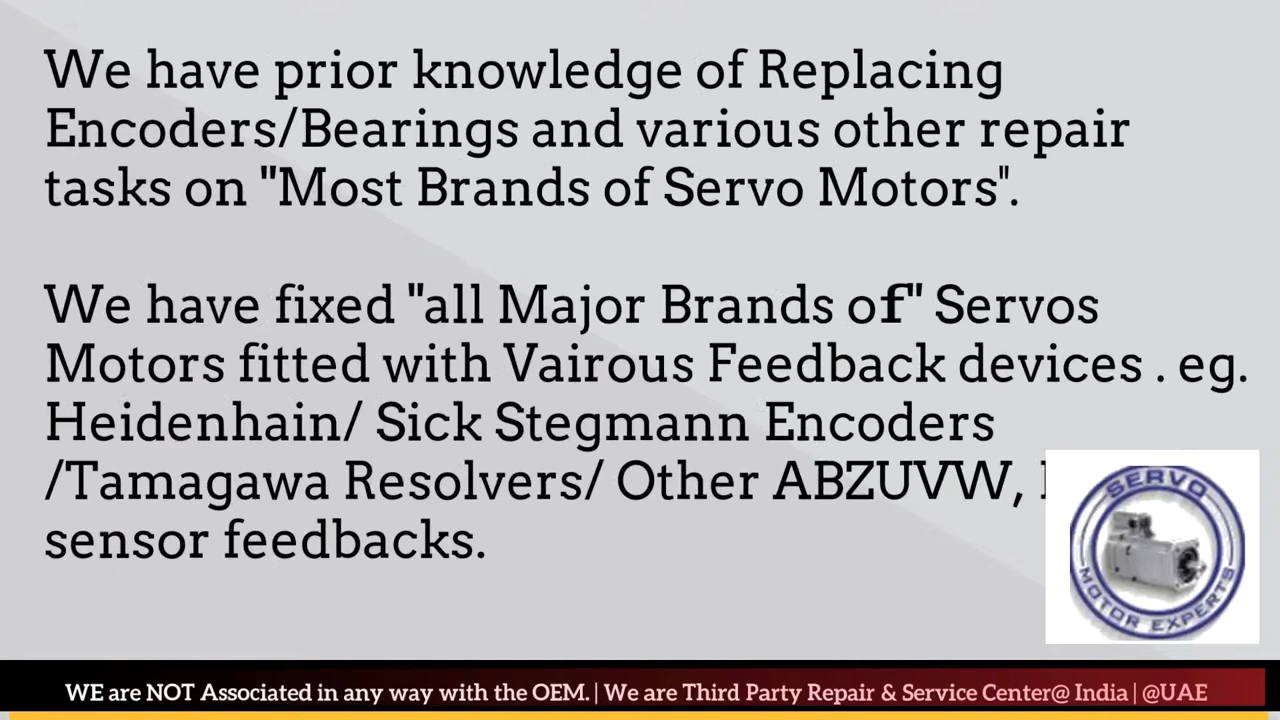 We have prior knowledge of Replacing
Encoders/Bearings and various other repair
tasks on "Most Brands of Servo Motors".
We have fixed "all Major Brands of" Servos
Motors fitted with Vairous Feedback devices . eg.
Heidenhain/ Sick Stegmann Encoders
/Tamagawa Resolvers/ Other ABZUVW,
sensor feedbacks.
SERVO
MOTOR EXPERTS
WE are NOT Associated in any way with the OEM. | We are Third Party Repair & Service Center@ India | @UAE